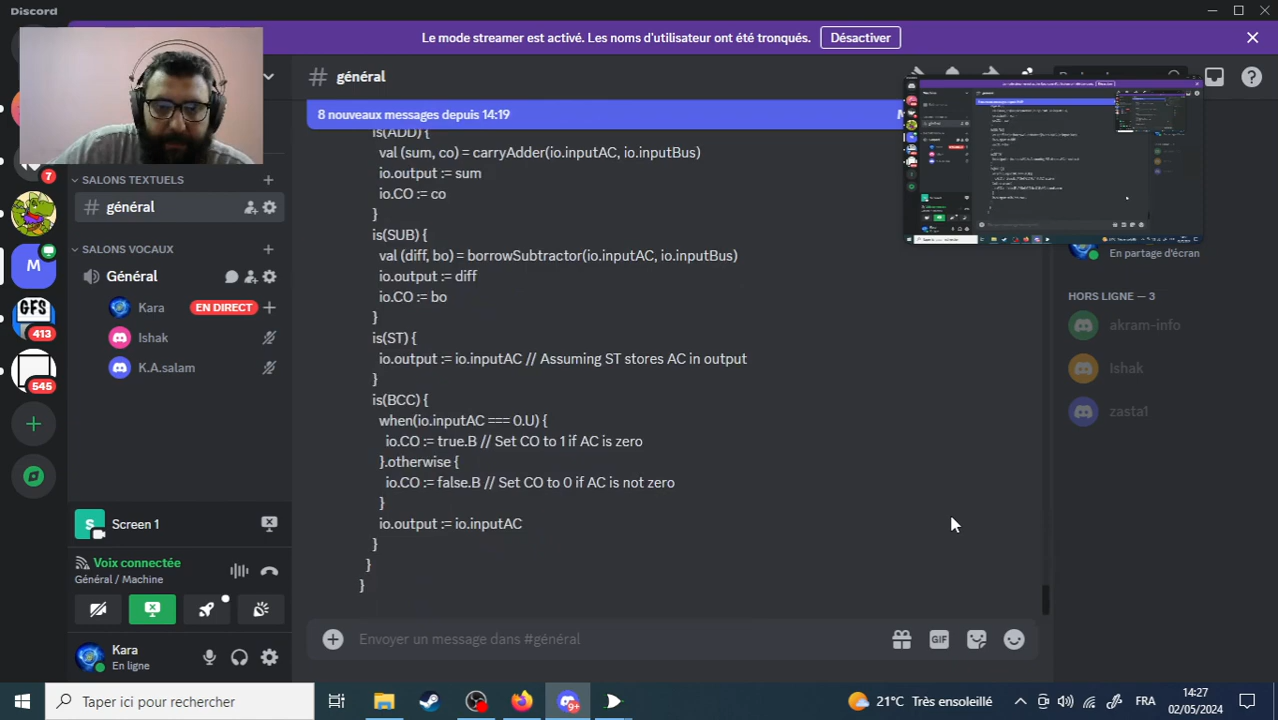 Discord
Le mode streamer est activé. Les noms d'utilisateur ont été tronqués.
Désactiver
# général
8 nouveaux messages depuis 14:19
7
SALONS TEXTUELS
général
SALONS VOCAUX
Général
Kara
EN DIRECT
Ishak
K.A.salam
M
GFS
413
545
is(ADD) {
val (sum, co) = carryAdder(io.inputAC, io.inputBus)
io.output := sum
io.CO := co
}
is(SUB) {
val (diff, bo) = borrowSubtractor(io.inputAC, io.inputBus)
io.output := diff
io.CO := bo
}
is(ST) {
io.output := io.inputAC // Assuming ST stores AC in output
}
is(BCC) {
when(io.inputAC === 0.U) {
io.CO := true.B // Set CO to 1 if AC is zero
}.otherwise {
io.CO := false.B // Set CO to 0 if AC is not zero
}
io.output := io.inputAC
}
}
}
En partage d'écran
HORS LIGNE — 3
akram-info
Ishak
zasta1
S
Screen 1
Voix connectée
Général / Machine
Kara
En ligne
Envoyer un message dans #général
GIF
Taper ici pour rechercher
9+
21°C Très ensoleillé
FRA
14:27
02/05/2024